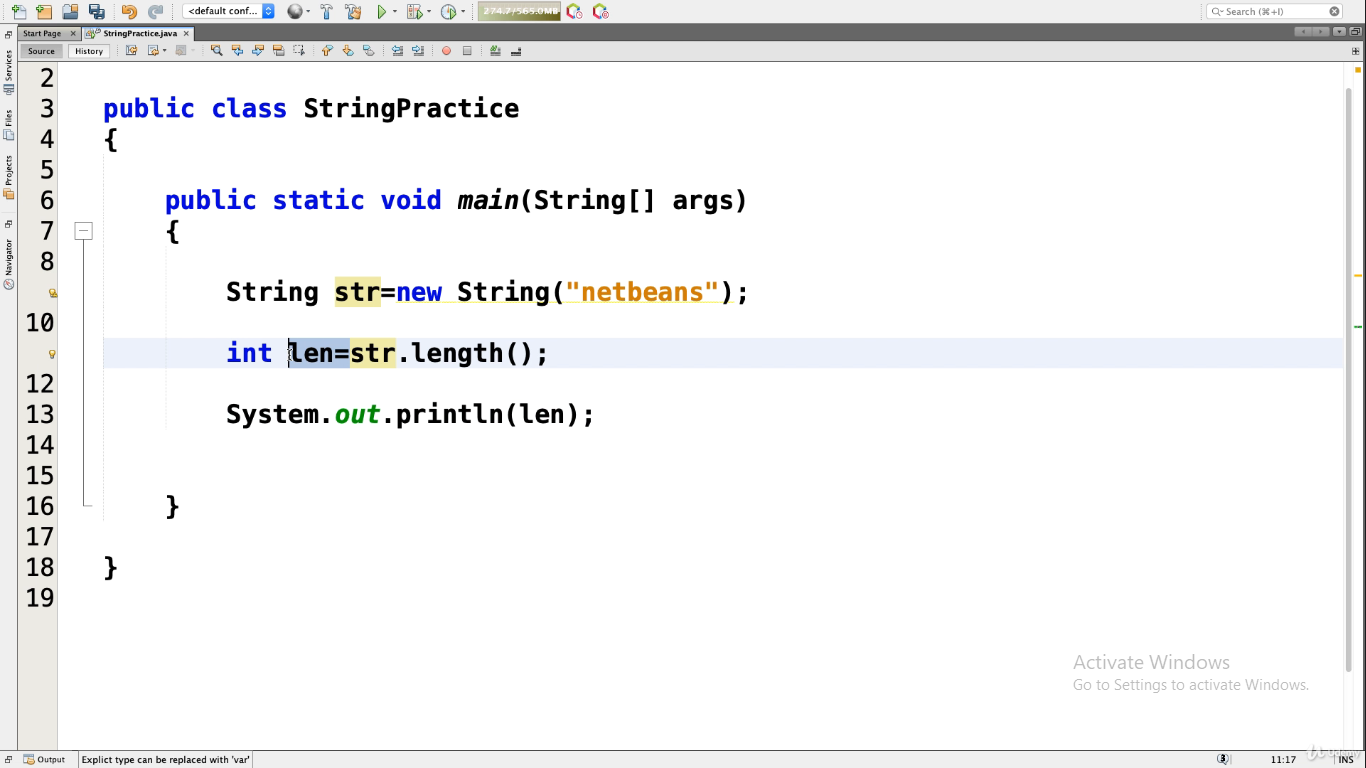 <default conf...
274.7/565.0MB
Search (⌘+I)
Start Page
StringPractice.java
Source
History
Services
Files
Projects
Navigator
2
3 public class StringPractice
4 {
5
6 public static void main(String[] args)
7 {
8
String str=new String("netbeans");
10
int len=str.length();
12
13 System.out.println(len);
14
15
16 }
17
18 }
19
Activate Windows
Go to Settings to activate Windows.
Output
Explict type can be replaced with 'var'
11:17
INS
Udemy